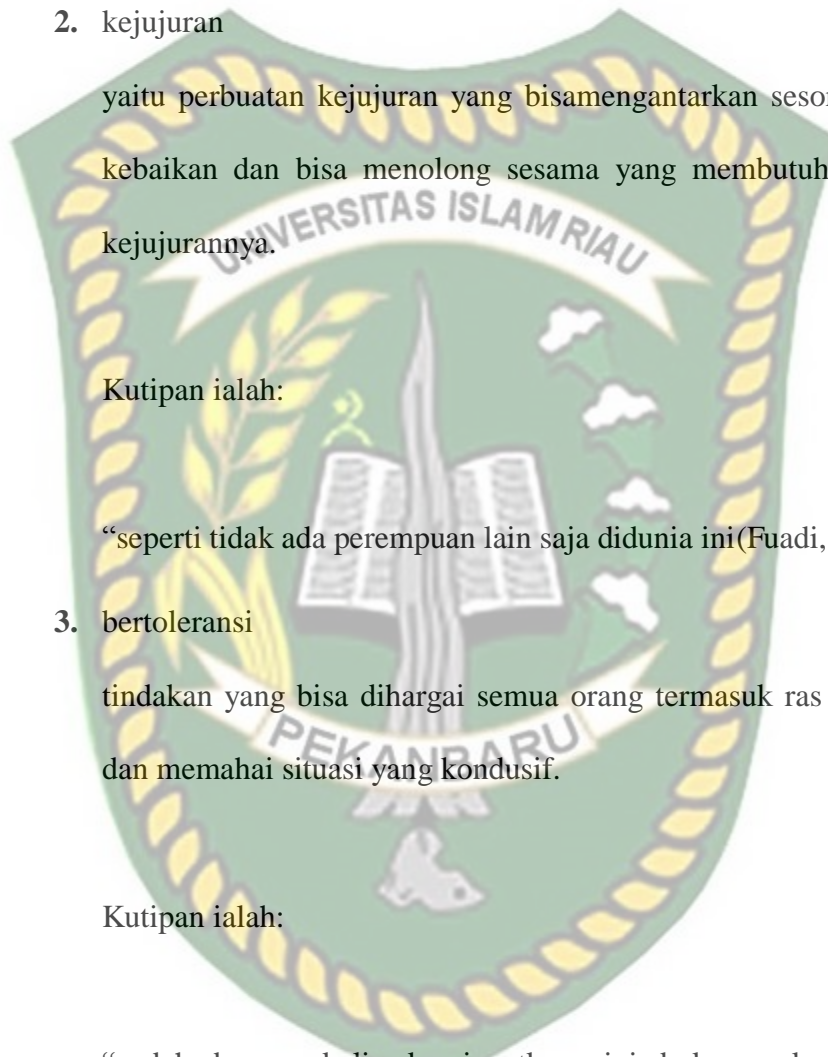 2. kejujuran
yaitu perbuatan kejujuran yang bisamengantarkan
kebaikan dan bisa menolong sesama yang
kejujurannya.
UNIVERSITAS ISLAM RIAU
Kutipan ialah:
“seperti tidak ada perempuan lain saja didunia ini(Fuadi,
3. bertoleransi
tindakan yang bisa dihargai semua orang termasuk ras
PEKANBARU
dan memahai situasi yang kondusif.
Kutipan ialah: